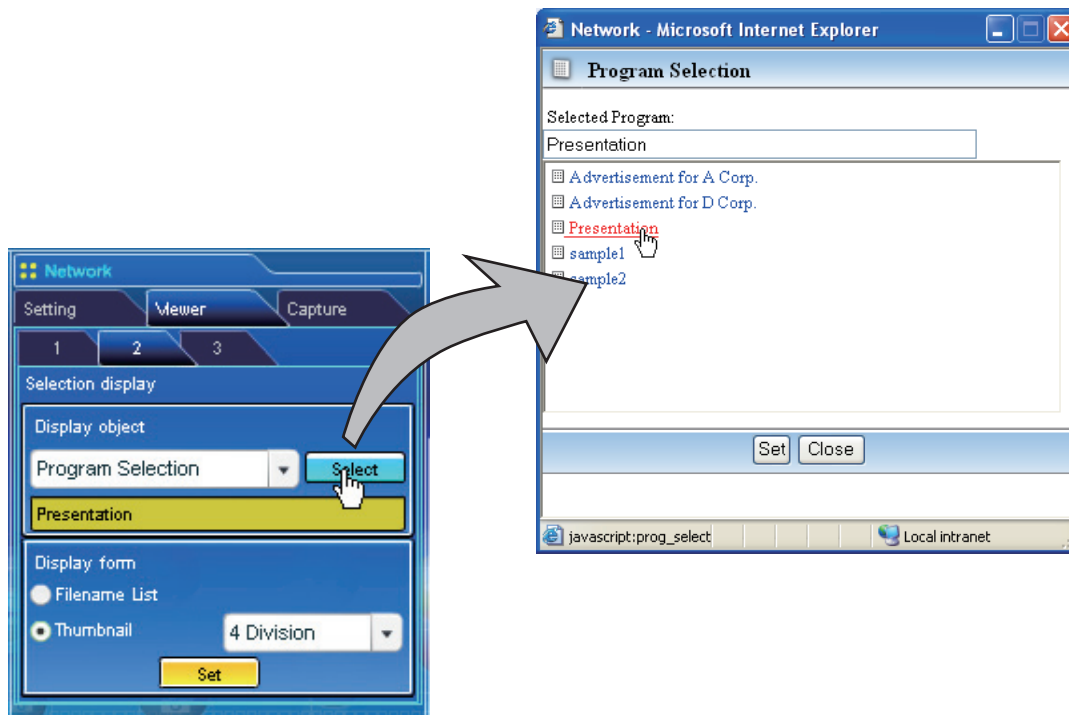 Network - Microsoft Internet Explorer
Program Selection
Selected Program:
Presentation
Advertisement for A Corp.
Advertisement for D Corp.
Presentation
sample1
sample2
Set Close
javascript:prog_select Local intranet
Network
Setting Viewer Capture
1 2 3
Selection display
Display object
Program Selection Select
Presentation
Display form
Filename List
Thumbnail 4 Division
Set